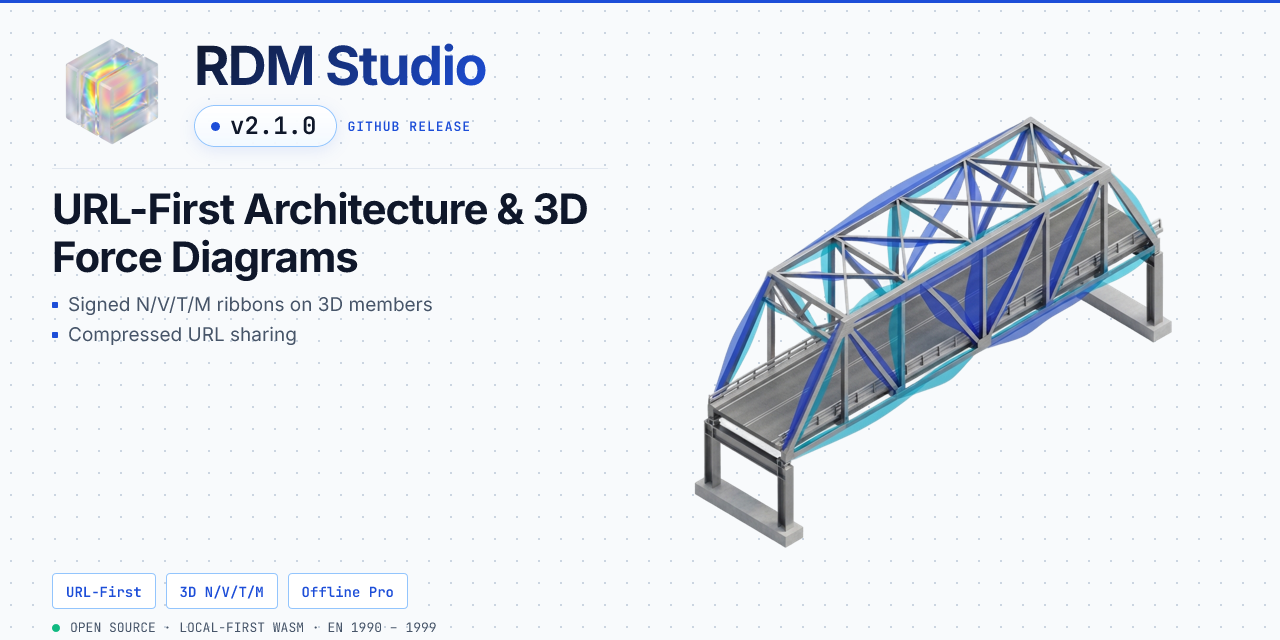 RDM Studio
v2.1.0 GITHUB RELEASE
URL-First Architecture & 3D
Force Diagrams
Signed N/V/T/M ribbons on 3D members
Compressed URL sharing
URL-First 3D N/V/T/M Offline Pro
OPEN SOURCE · LOCAL-FIRST WASM · EN 1990 – 1999